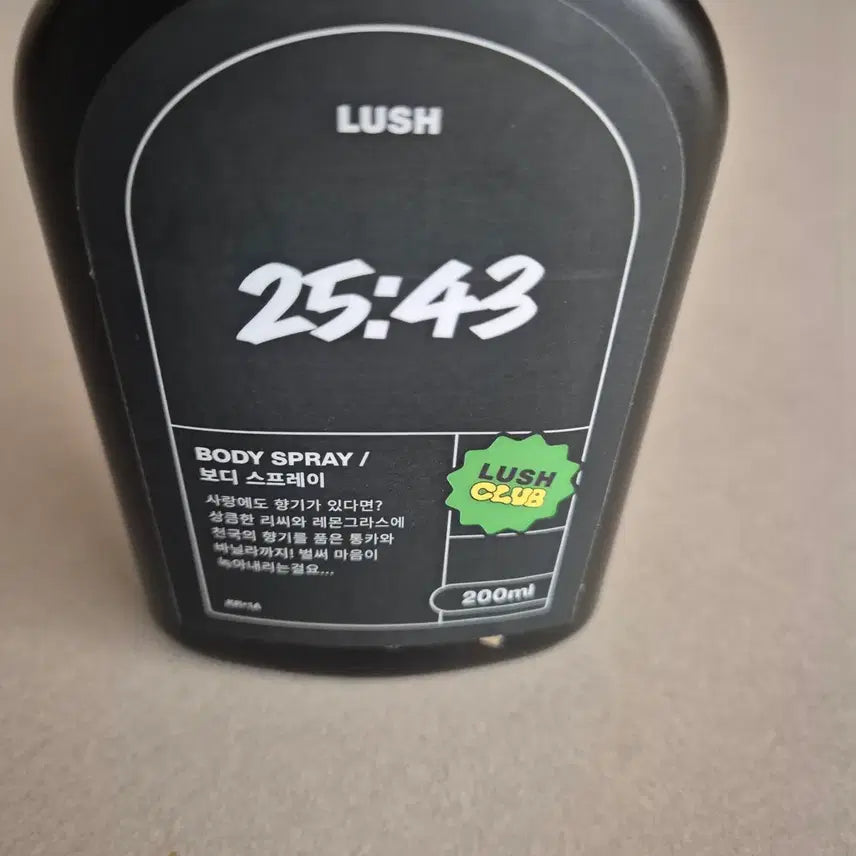 LUSH
25:43
BODY SPRAY /
보디 스프레이
사랑에도 향기가 있다면?
상큼한 리씨와 레몬그라스에
천국의 향기를 품은 통카와
바닐라까지! 벌써 마음이
녹아내리는걸요...
LUSH
CLUB
200ml